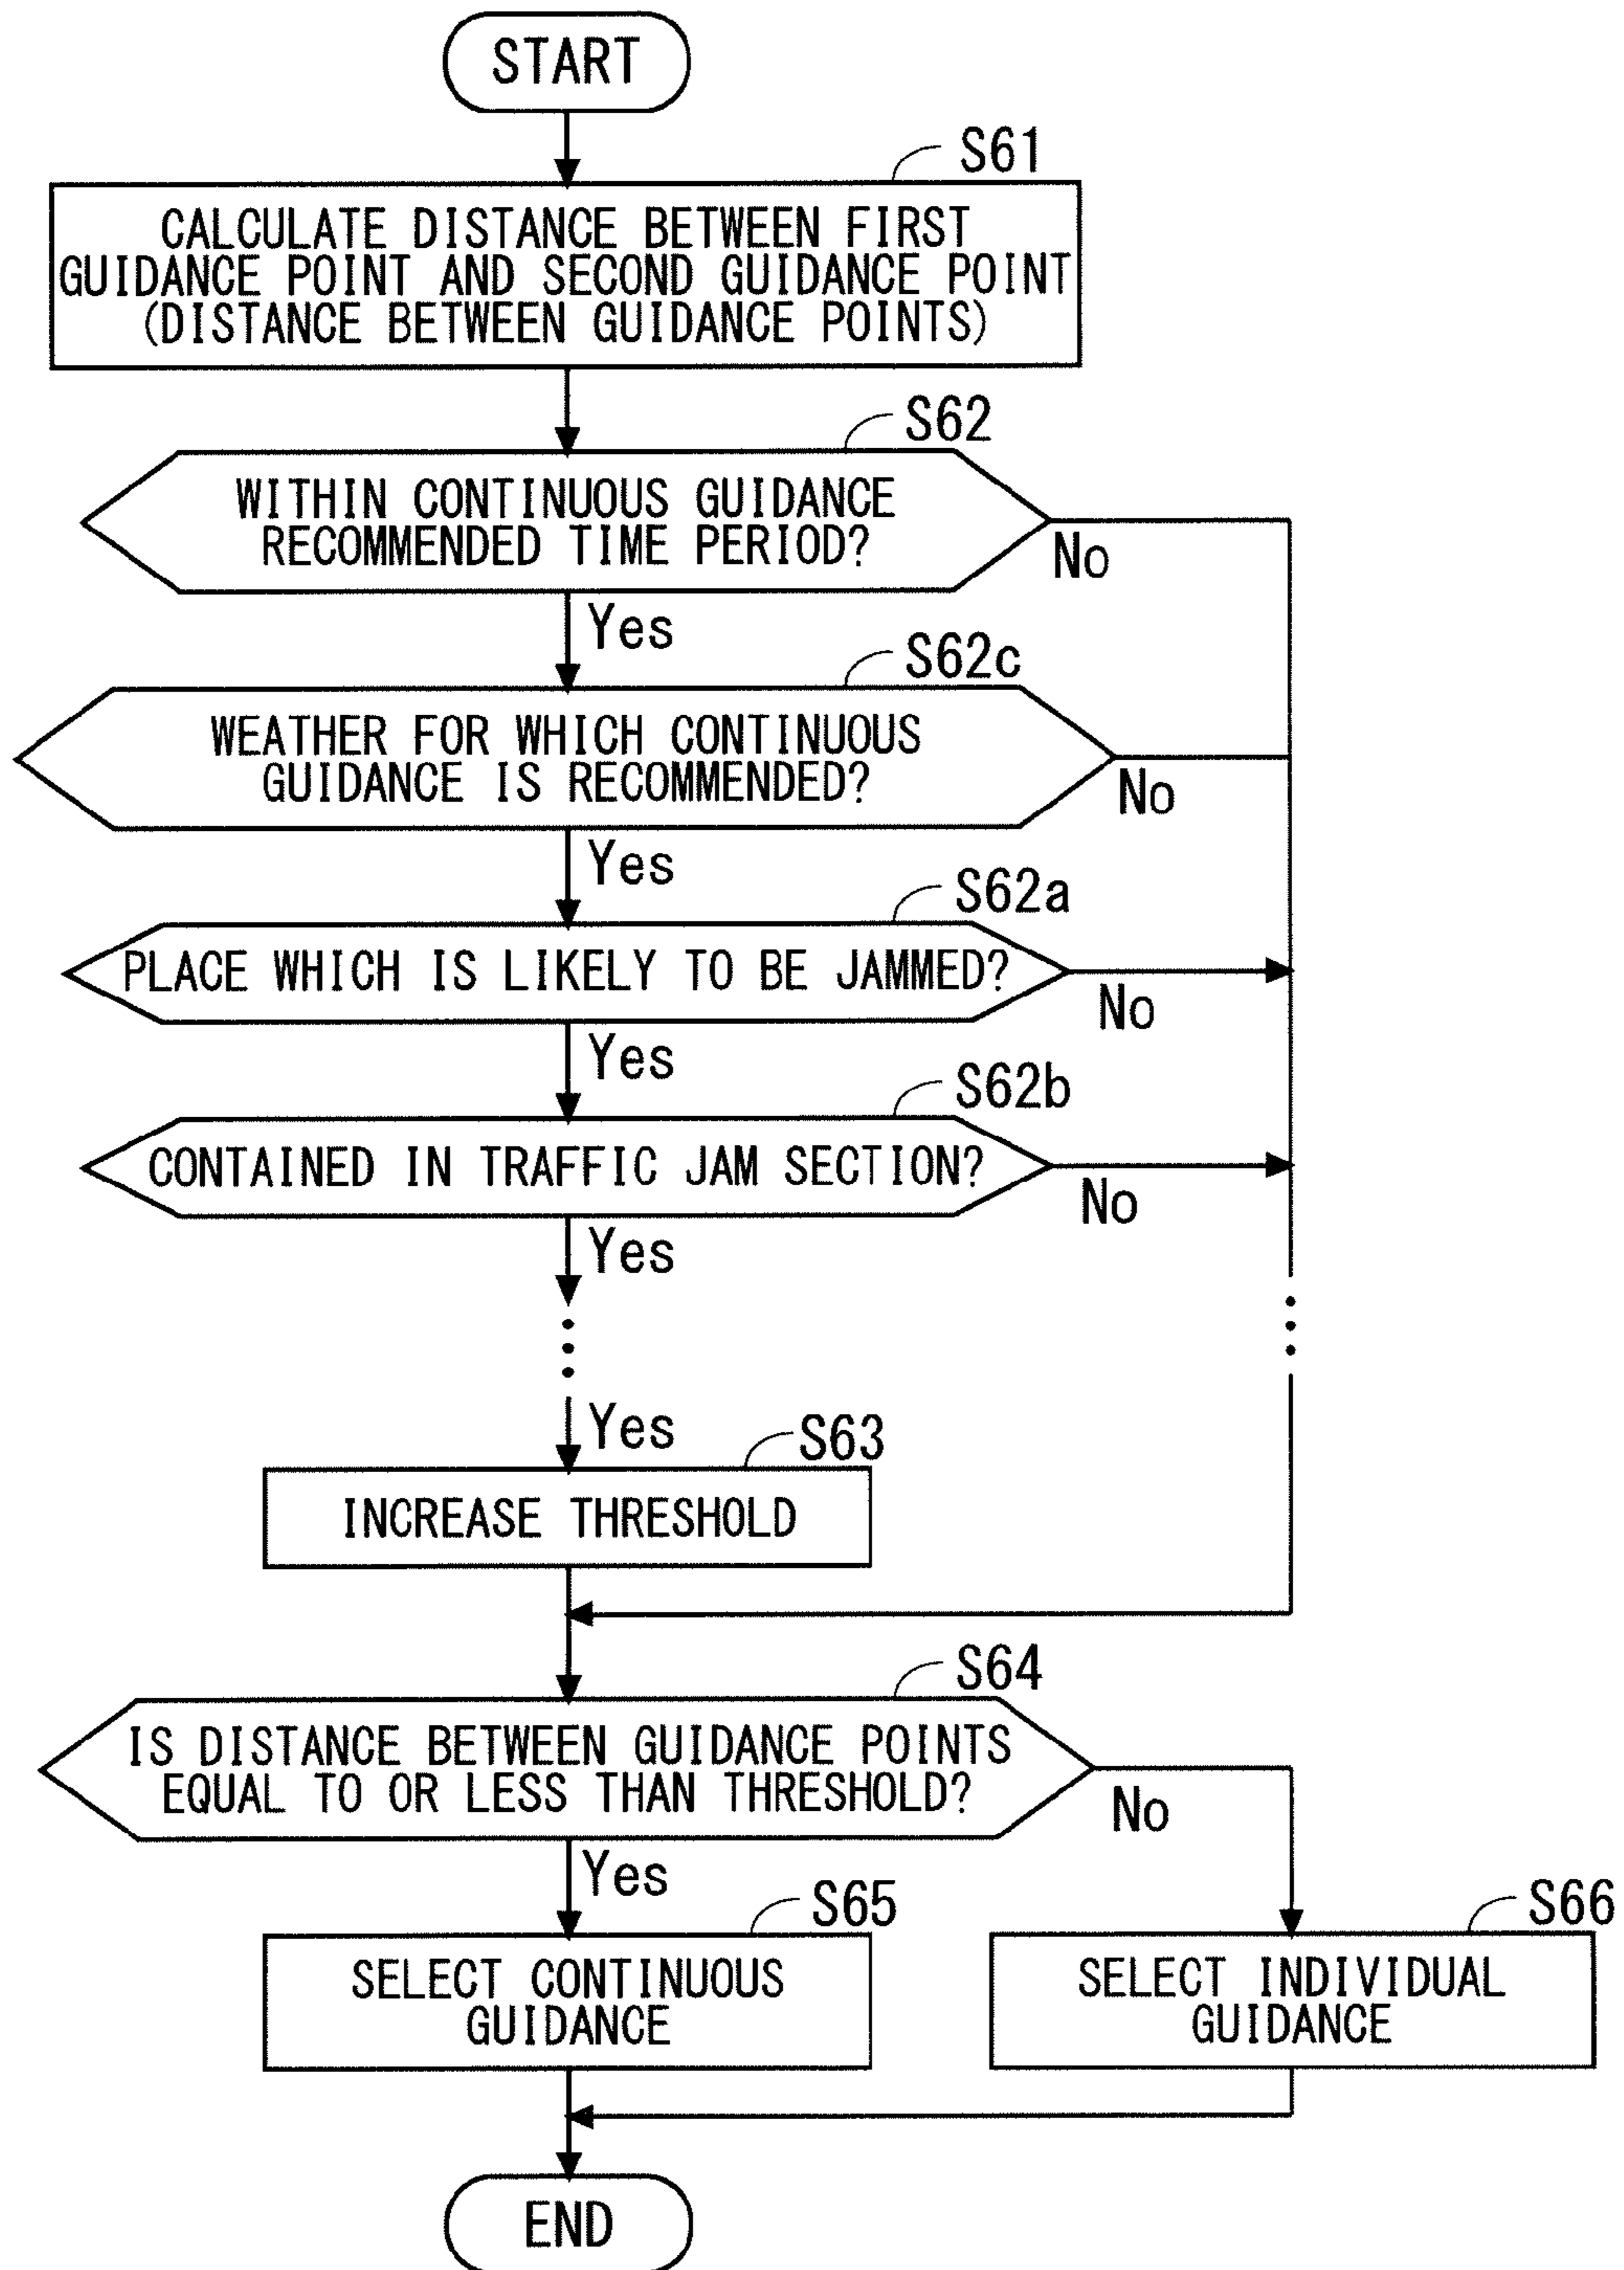 START
S61
CALCULATE DISTANCE BETWEEN FIRST
GUIDANCE POINT AND SECOND GUIDANCE POINT
(DISTANCE BETWEEN GUIDANCE POINTS)
S62
WITHIN CONTINUOUS GUIDANCE
RECOMMENDED TIME PERIOD?
No
Yes
S62c
WEATHER FOR WHICH CONTINUOUS
GUIDANCE IS RECOMMENDED?
No
Yes
S62a
PLACE WHICH IS LIKELY TO BE JAMMED?
No
Yes
S62b
CONTAINED IN TRAFFIC JAM SECTION?
No
Yes
Yes
S63
INCREASE THRESHOLD
S64
IS DISTANCE BETWEEN GUIDANCE POINTS
EQUAL TO OR LESS THAN THRESHOLD?
No
Yes
S65
SELECT CONTINUOUS
GUIDANCE
S66
SELECT INDIVIDUAL
GUIDANCE
END